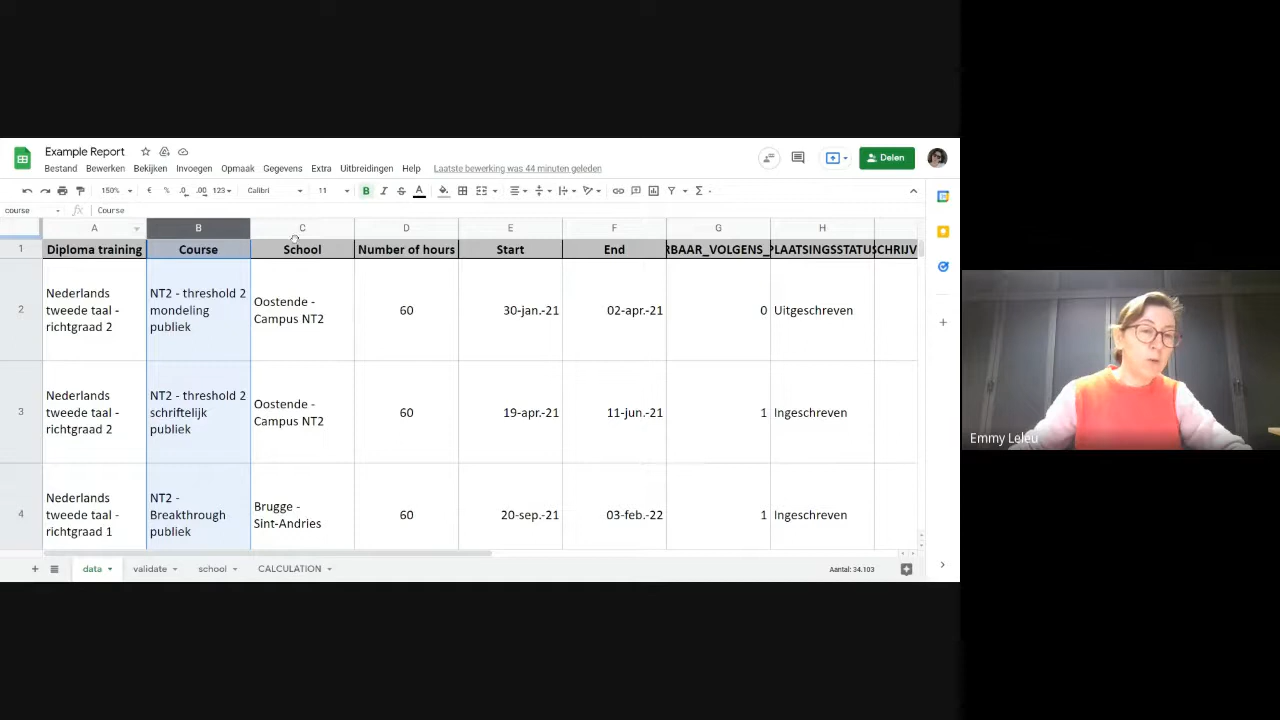 Example Report
Bestand Bewerken Bekijken Invoegen Opmaak Gegevens Extra Uitbreidingen Help Laatste bewerking was 44 minuten geleden
Delen
150% € % .0 .00 123 Calibri 11 B I A Σ
course fx Course
A B C D E F G H
1 Diploma training Course School Number of hours Start End RBAAR_VOLGENS_ PLAATSINGSSTATUS SCHRIJV
2
Nederlands
tweede taal -
richtgraad 2
NT2 - threshold 2
mondeling
publiek
Oostende -
Campus NT2
60
30-jan.-21
02-apr.-21
0
Uitgeschreven
3
Nederlands
tweede taal -
richtgraad 2
NT2 - threshold 2
schriftelijk
publiek
Oostende -
Campus NT2
60
19-apr.-21
11-jun.-21
1
Ingeschreven
4
Nederlands
tweede taal -
richtgraad 1
NT2 -
Breakthrough
publiek
Brugge -
Sint-Andries
60
20-sep.-21
03-feb.-22
1
Ingeschreven
data validate school CALCULATION
Aantal: 34.103
Emmy Leleu